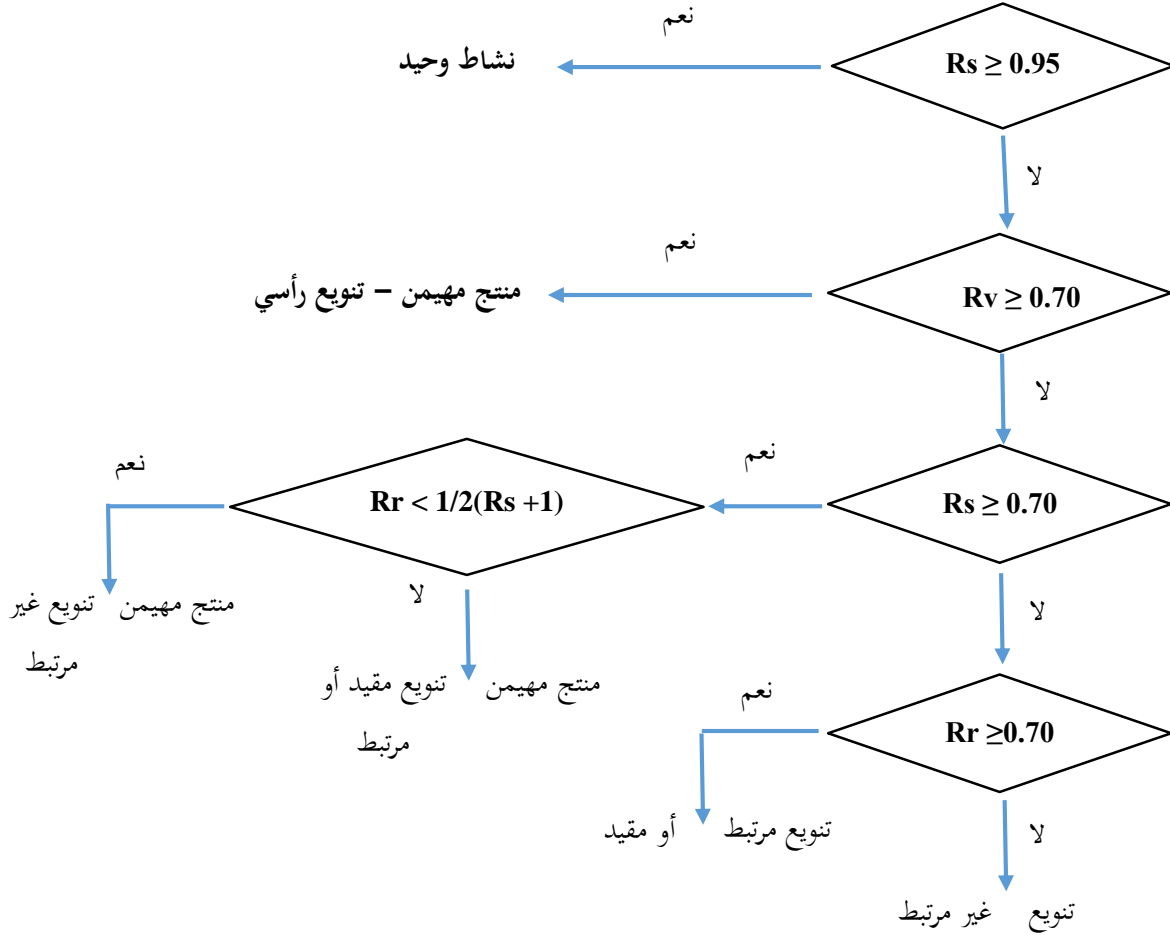 نعم
Rs ≥ 0.95
نشاط وحيد
لا
نعم
Rv ≥ 0.70
منتج مهيمن – تنويع رأسي
لا
نعم
Rs ≥ 0.70
Rr < 1/2(Rs +1)
نعم
لا
لا
منتج مهيمن تنويع غير
مرتبط
منتج مهيمن تنويع مقيد أو
مرتبط
نعم
Rr ≥0.70
تنويع مرتبط أو مقيد
لا
تنويع غير مرتبط